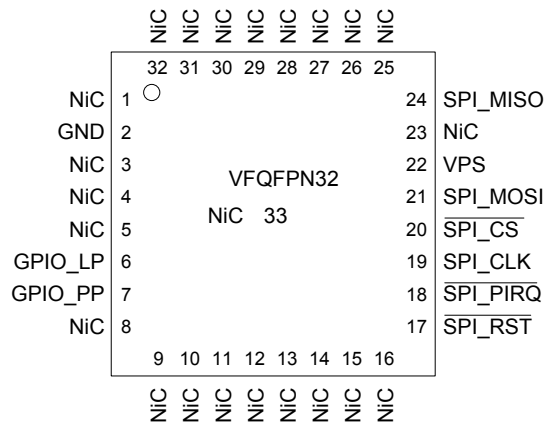 NiC NiC NiC NiC NiC NiC NiC NiC
32 31 30 29 28 27 26 25
NiC 1 24 SPI_MISO
GND 2 23 NiC
NiC 3 22 VPS
NiC 4 21 SPI_MOSI
NiC 5 20 SPI_CS
GPIO_LP 6 19 SPI_CLK
GPIO_PP 7 18 SPI_PIRQ
NiC 8 17 SPI_RST
VFQFPN32
NiC 33
9 10 11 12 13 14 15 16
NiC NiC NiC NiC NiC NiC NiC NiC